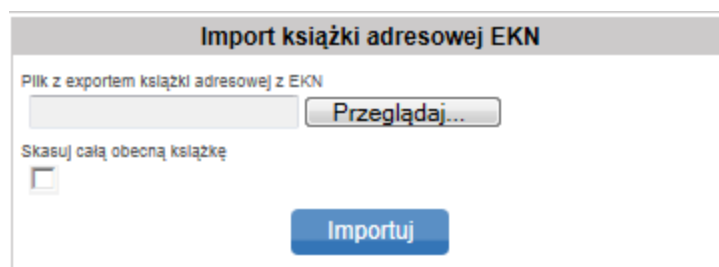 Import książki adresowej EKN
Plik z exportem książki adresowej z EKN
Przeglądaj...
Skasuj całą obecną książkę
Importuj